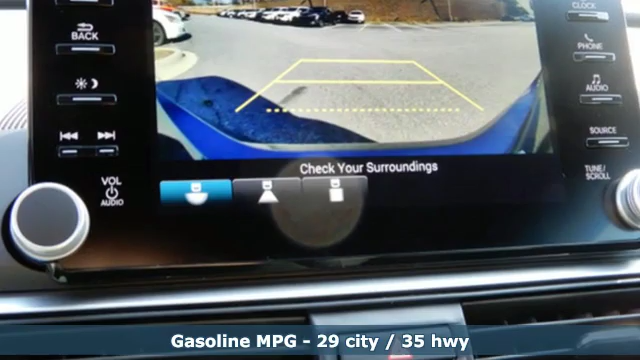 CLOCK
BACK
PHONE
AUDIO
SOURCE
Check Your Surroundings
VOL
AUDIO
TUNE/
SCROLL
Gasoline MPG - 29 city / 35 hwy